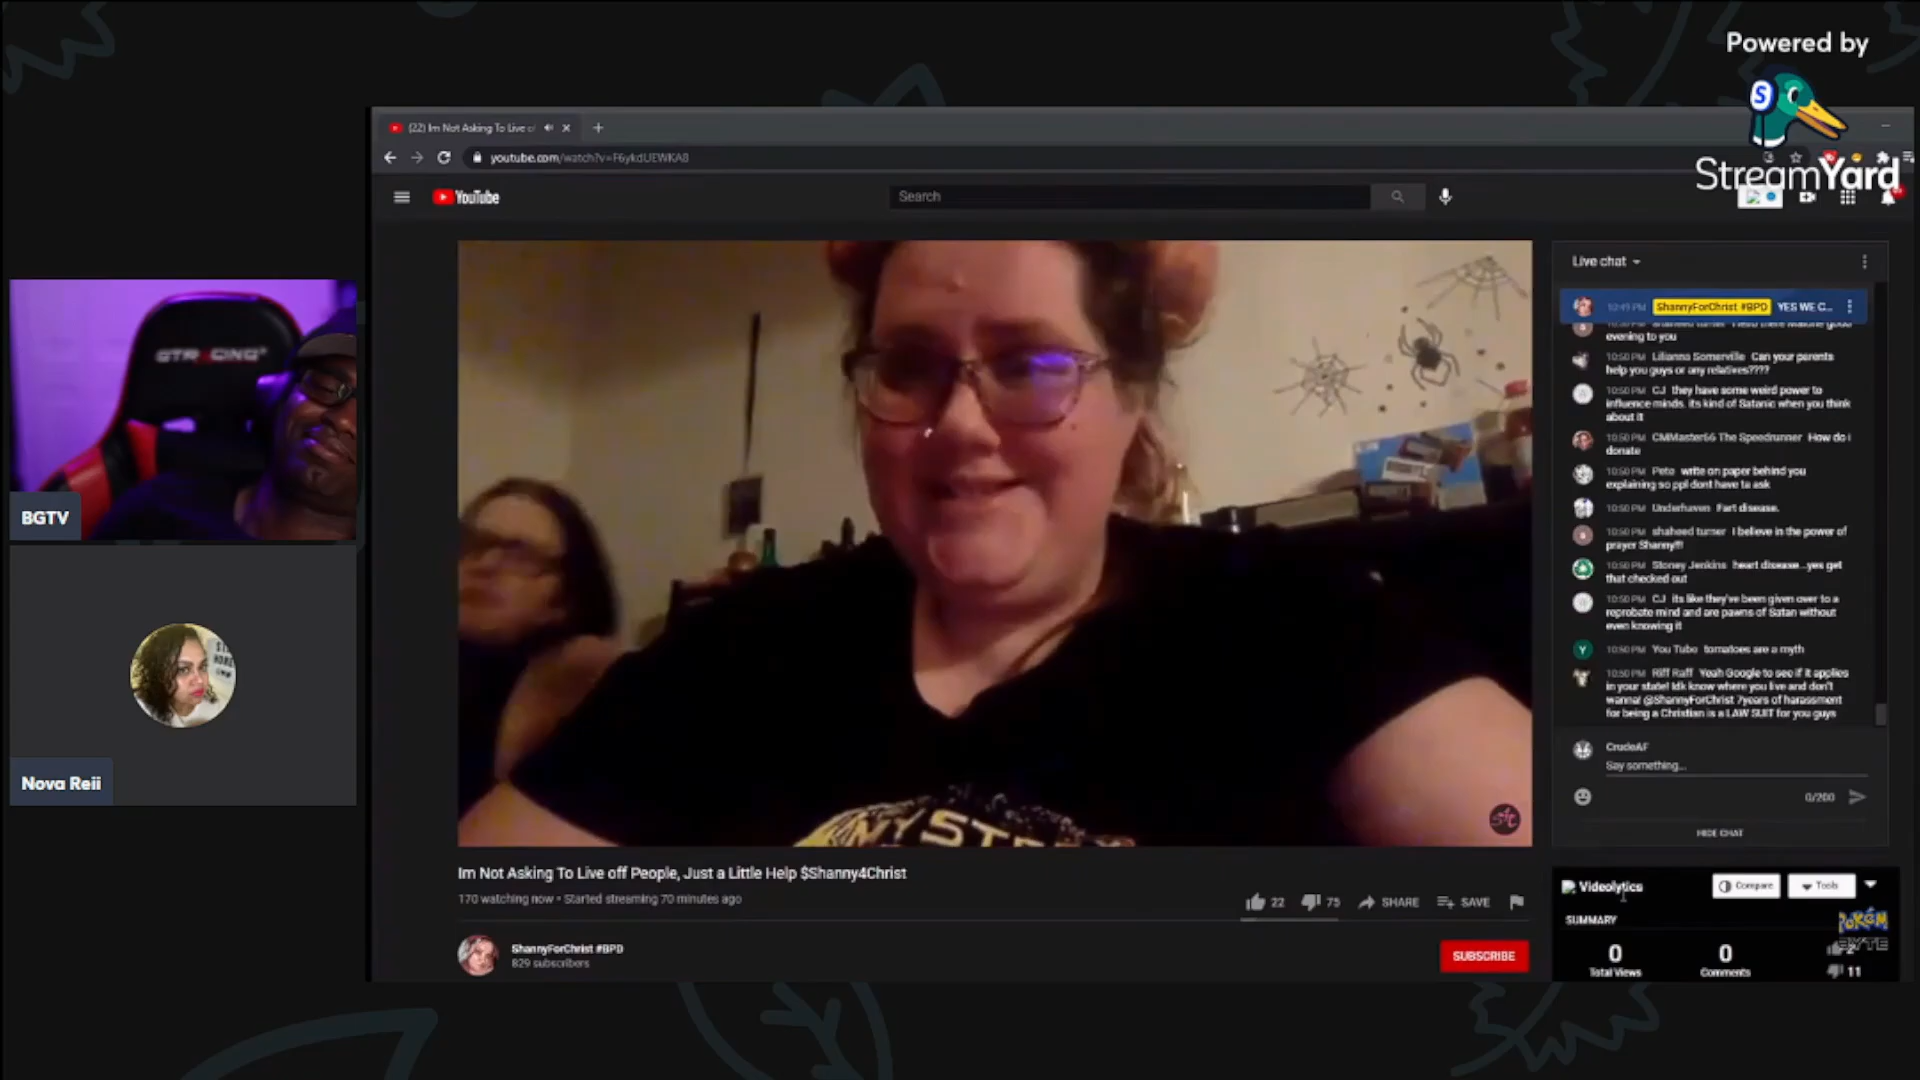 Powered by
StreamYard
(22) Im Not Asking To Live
youtube.com/watch?v=F6ykdUEWKA8
YouTube
Search
GTRACING
BGTV
Nova Reii
NY ST
Live chat
10:49 PM ShannyForChrist #BPD YES WE C...
evening to you
10:50 PM Lilianna Somerville Can your parents
help you guys or any relatives????
10:50 PM CJ they have some weird power to
influence minds. its kind of Satanic when you think
about it
10:50 PM CMMaster66 The Speedrunner How do i
donate
10:50 PM Pete write on paper behind you
explaining so ppl dont have ta ask
10:50 PM Underhaven Fart disease.
10:50 PM shaheed turner I believe in the power of
prayer Shanny!!!
10:50 PM Stoney Jenkins heart disease...yes get
that checked out
10:50 PM CJ its like they've been given over to a
reprobate mind and are pawns of Satan without
even knowing it
Y 10:50 PM You Tube tomatoes are a myth
10:50 PM Riff Raff Yeah Google to see if it applies
in your state! Idk know where you live and don't
wanna! @ShannyForChrist 7years of harassment
for being a Christian is a LAW SUIT for you guys
CrudeAF
Say something...
0/200
HIDE CHAT
Im Not Asking To Live off People, Just a Little Help $Shanny4Christ
170 watching now • Started streaming 70 minutes ago
22 75 SHARE SAVE
ShannyForChrist #BPD
829 subscribers
SUBSCRIBE
Videolytics
Compare
Tools
SUMMARY
POKÉM
BYTE
0
Total Views
0
Comments
2
11